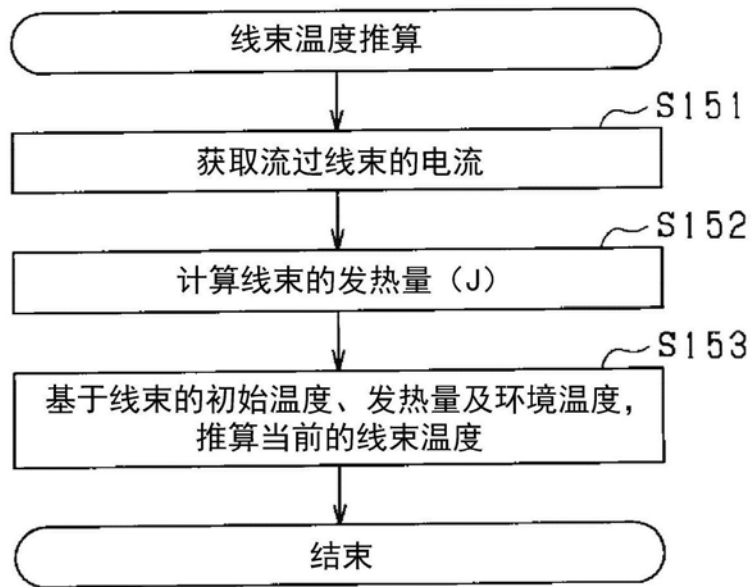 线束温度推算
S151
获取流过线束的电流
S152
计算线束的发热量（J）
S153
基于线束的初始温度、发热量及环境温度，
推算当前的线束温度
结束